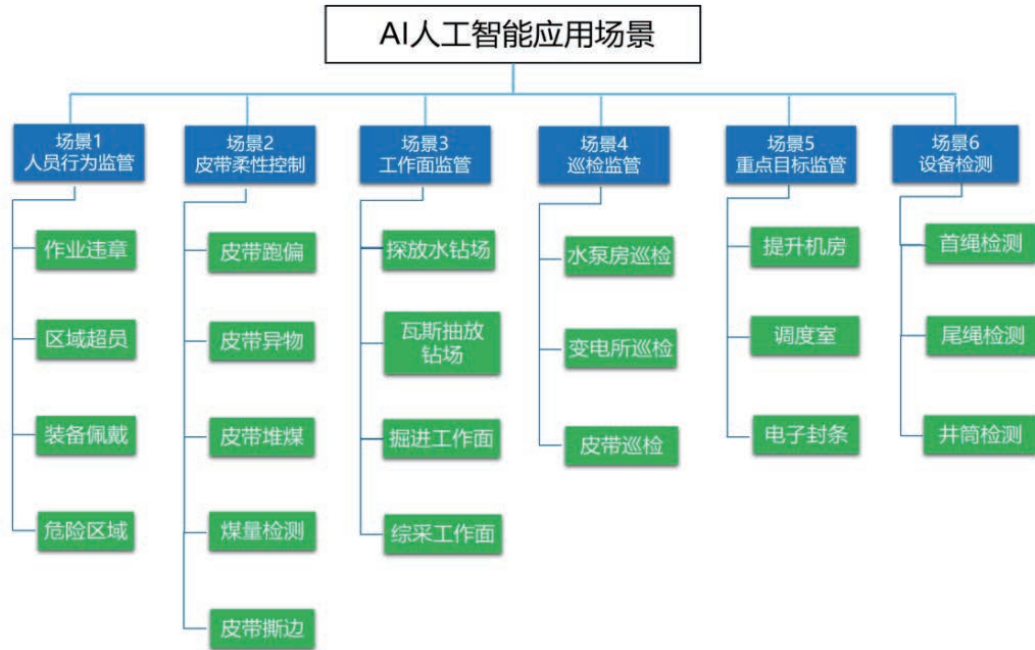 AI人工智能应用场景
场景1
人员行为监管
作业违章
区域超员
装备佩戴
危险区域
场景2
皮带柔性控制
皮带跑偏
皮带异物
皮带堆煤
煤量检测
皮带撕边
场景3
工作面监管
探放水钻场
瓦斯抽放
钻场
掘进工作面
综采工作面
场景4
巡检监管
水泵房巡检
变电所巡检
皮带巡检
场景5
重点目标监管
提升机房
调度室
电子封条
场景6
设备检测
首绳检测
尾绳检测
井筒检测